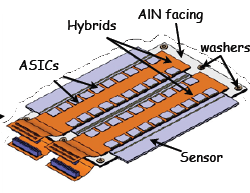 AlN facing
Hybrids
washers
ASICs
Sensor